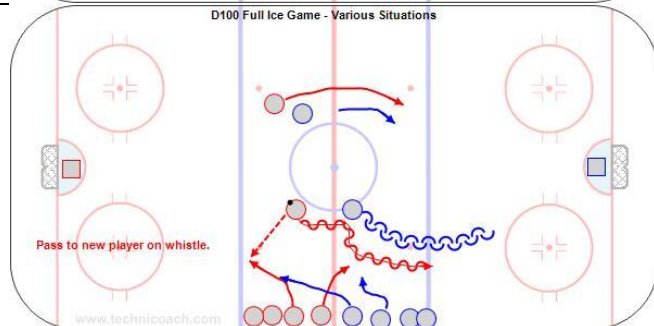 D100 Full Ice Game - Various Situations
Pass to new player on whistle.
www.technicoach.com